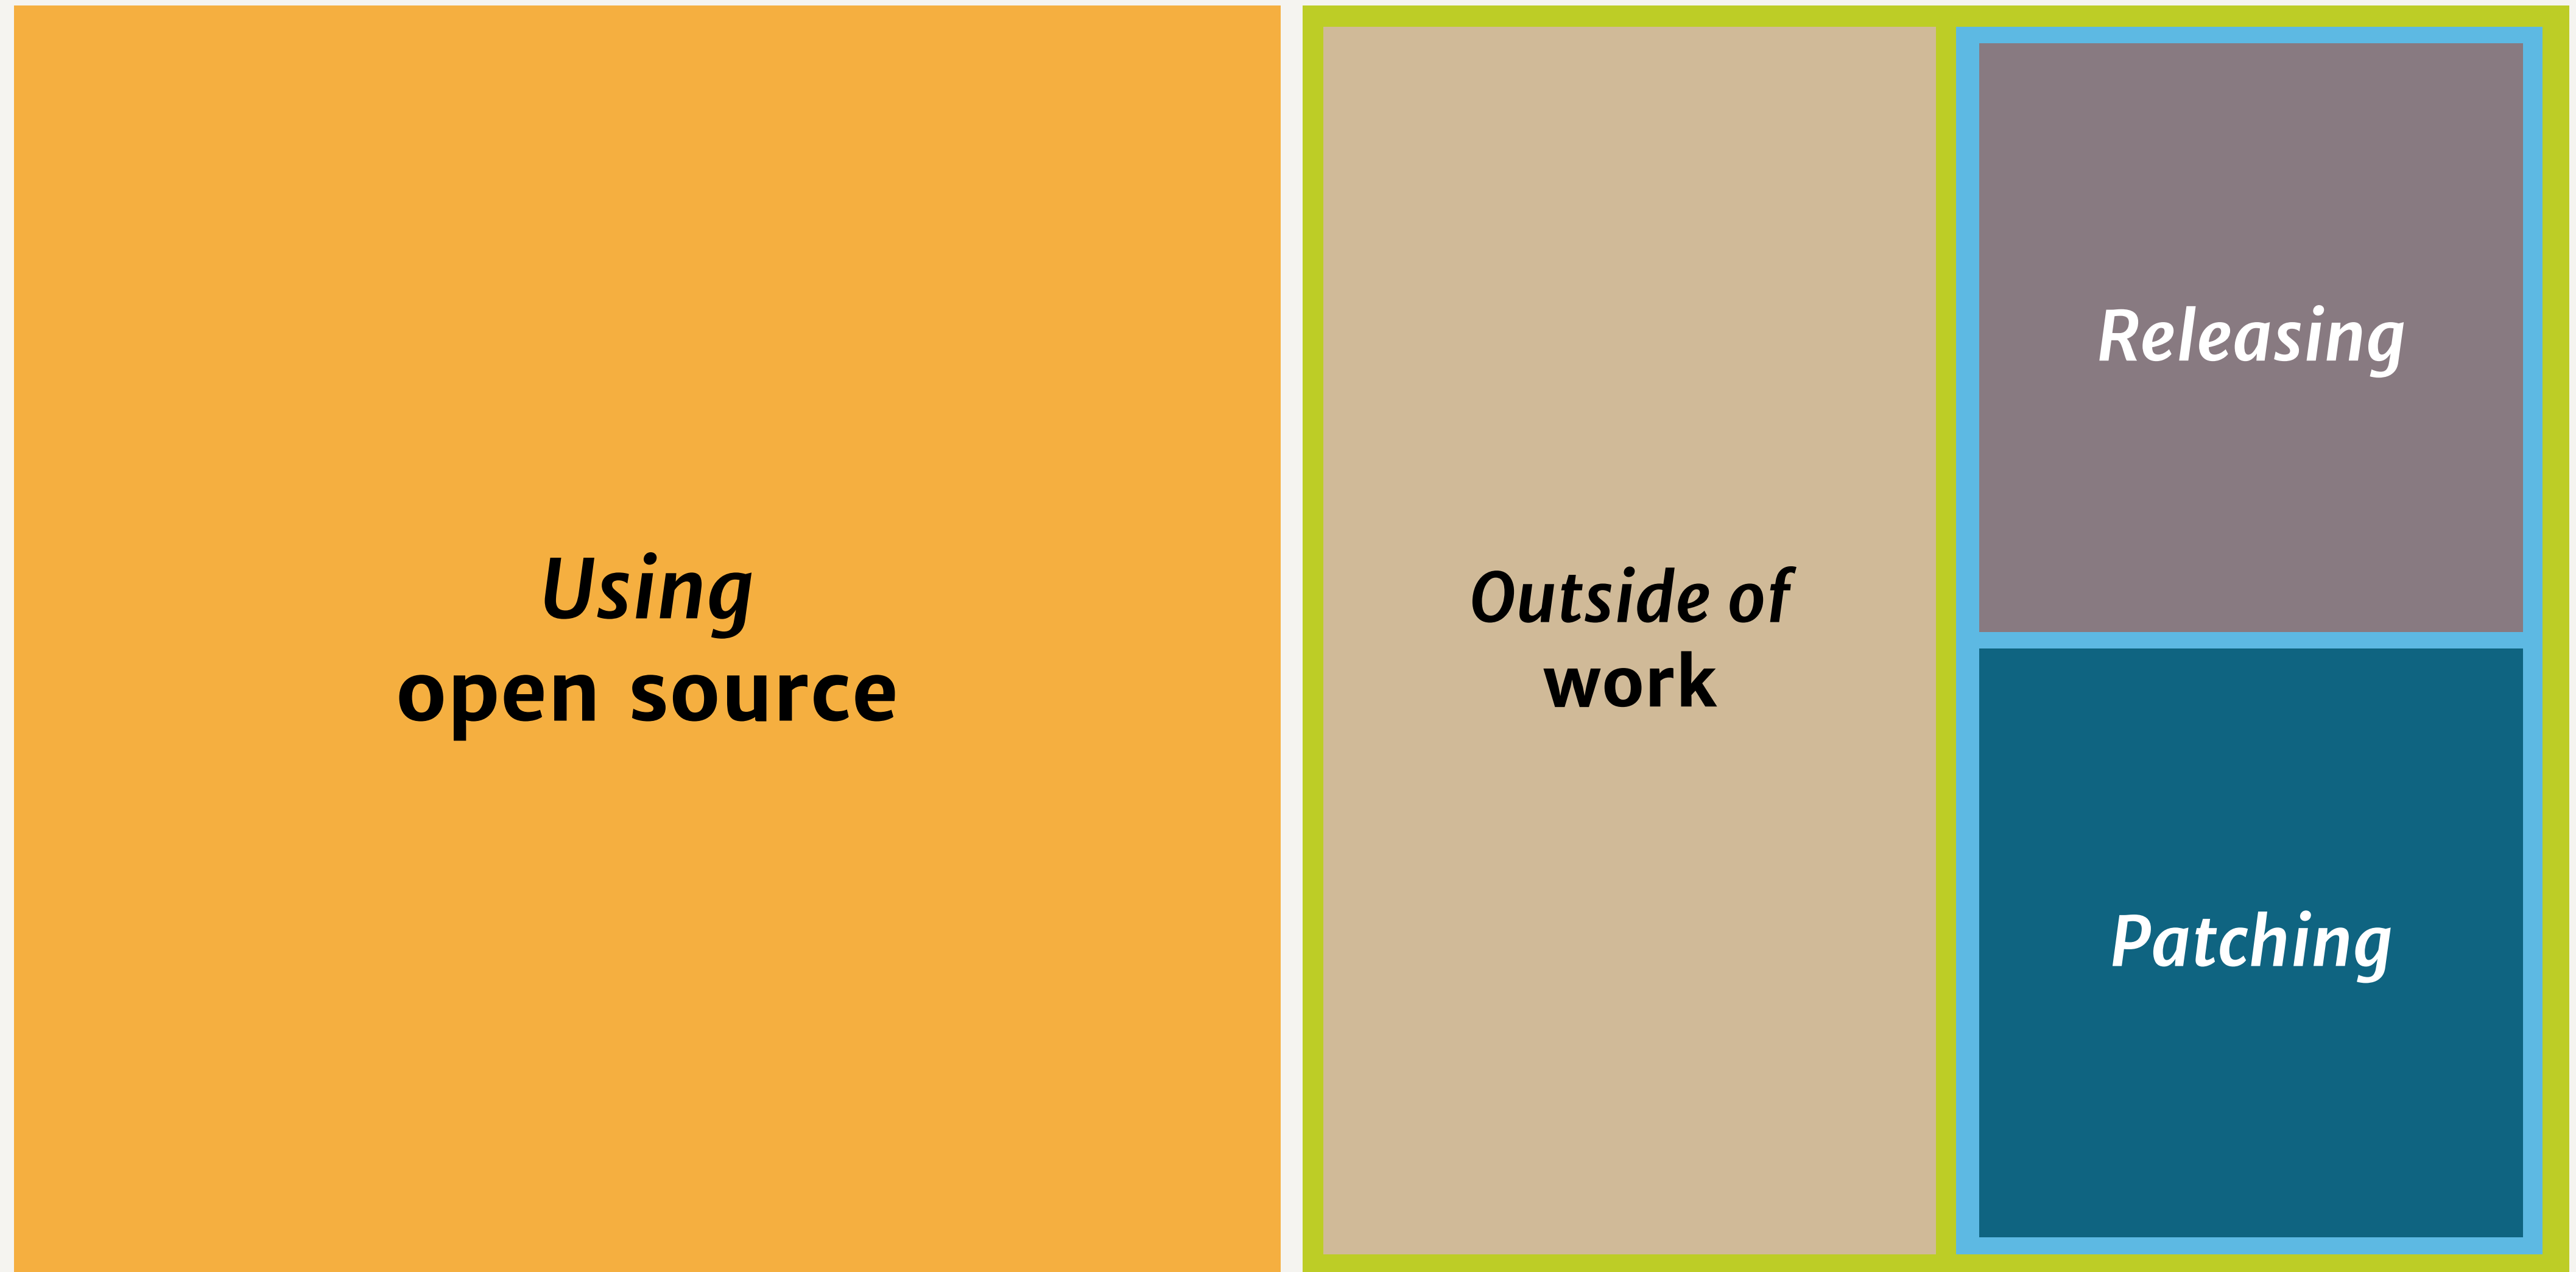 Using
open source
Outside of
work
Releasing
Patching